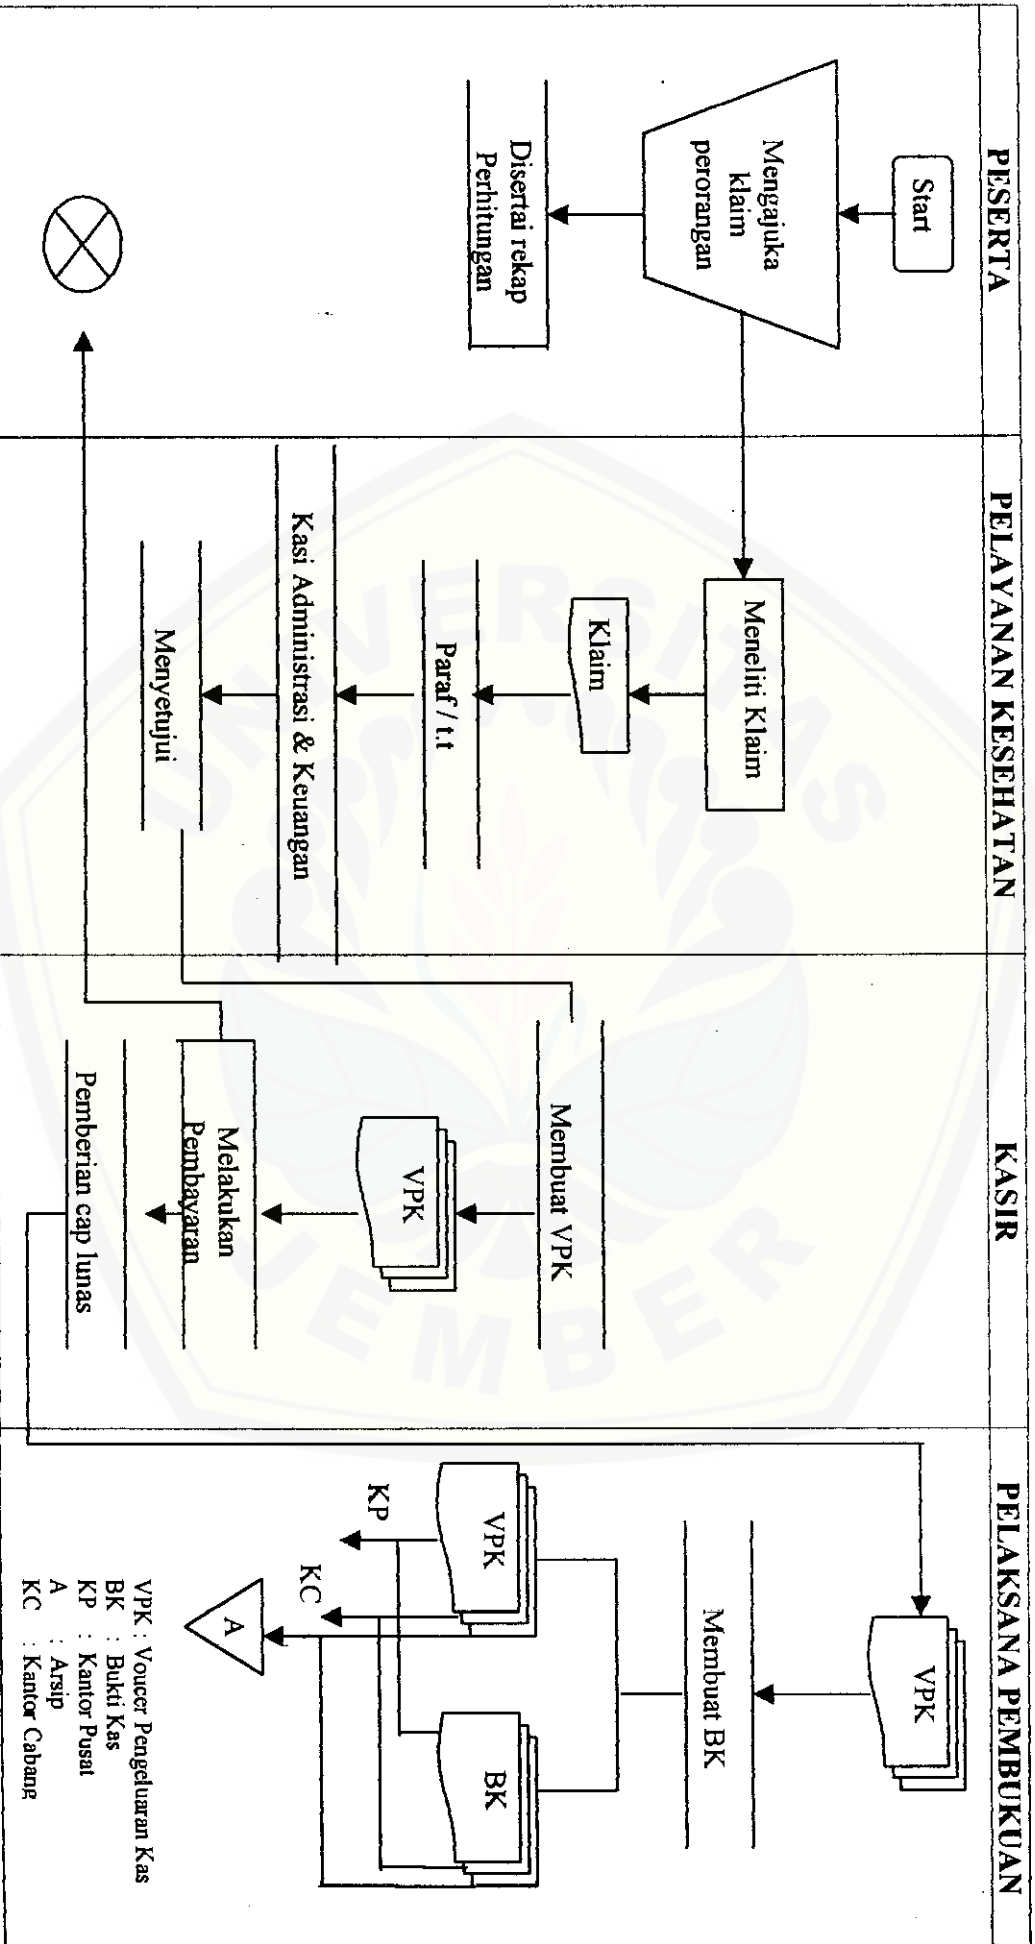 PESERTA
PELAYANAN KESEHATAN
KASIR
PELAKSANA PEMBUKUAN
Start
Mengajuka
klaim
perorangan
Disertai rekap
Perhitungan
Meneliti Klaim
Klaim
Paraf / t.t
Kasi Administrasi & Keuangan
Menyetujui
Membuat VPK
VPK
Melakukan
Pembayaran
Pemberian cap lunas
VPK
Membuat BK
VPK
BK
KP
KC
A
VPK : Voucer Pengeluaran Kas
BK : Bukti Kas
KP : Kantor Pusat
A : Arsip
KC : Kantor Cabang
UNIVERSITAS
JEMBER